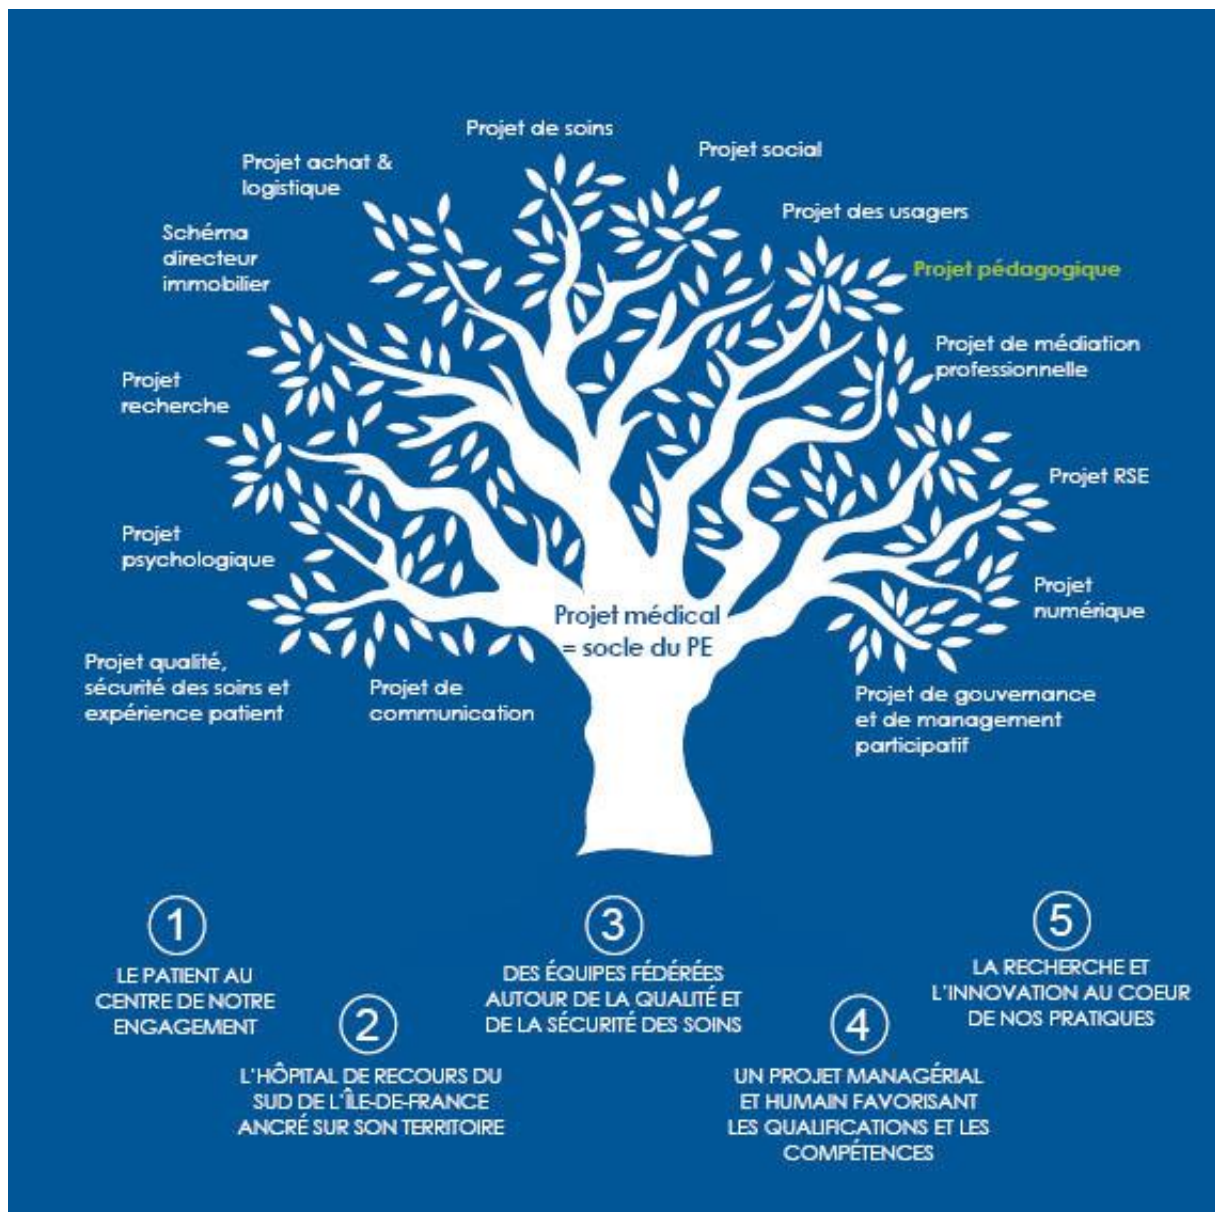 Projet de soins
Projet social
Projet achat &
logistique
Projet des usagers
Schéma
directeur
immobilier
Projet pédagogique
Projet de médiation
professionnelle
Projet
recherche
Projet RSE
Projet
psychologique
Projet
numérique
Projet médical
= socle du PE
Projet qualité,
sécurité des soins et
expérience patient
Projet de
communication
Projet de gouvernance
et de management
participatif
1
LE PATIENT AU
CENTRE DE NOTRE
ENGAGEMENT
2
L'HÔPITAL DE RECOURS DU
SUD DE L'ÎLE-DE-FRANCE
ANCRÉ SUR SON TERRITOIRE
3
DES ÉQUIPES FÉDÉRÉES
AUTOUR DE LA QUALITÉ ET
DE LA SÉCURITÉ DES SOINS
4
UN PROJET MANAGÉRIAL
ET HUMAIN FAVORISANT
LES QUALIFICATIONS ET LES
COMPÉTENCES
5
LA RECHERCHE ET
L'INNOVATION AU COEUR
DE NOS PRATIQUES